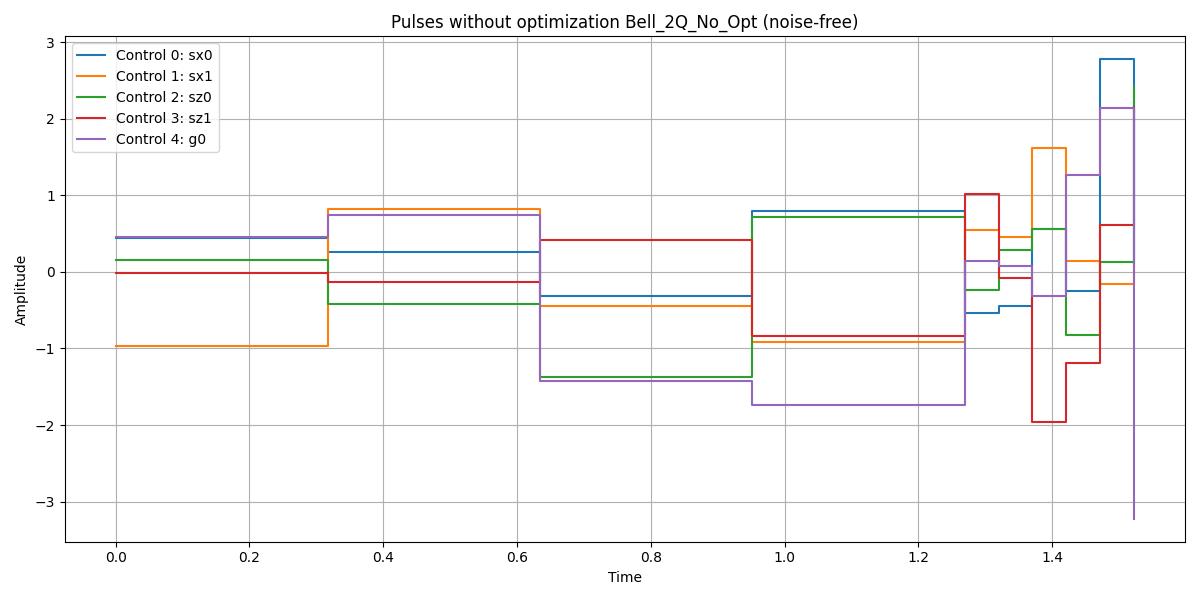 Pulses without optimization Bell_2Q_No_Opt (noise-free)
Control 0: sx0
Control 1: sx1
Control 2: sz0
Control 3: sz1
Control 4: g0
Amplitude
3
2
1
0
−1
−2
−3
0.0 0.2 0.4 0.6 0.8 1.0 1.2 1.4
Time